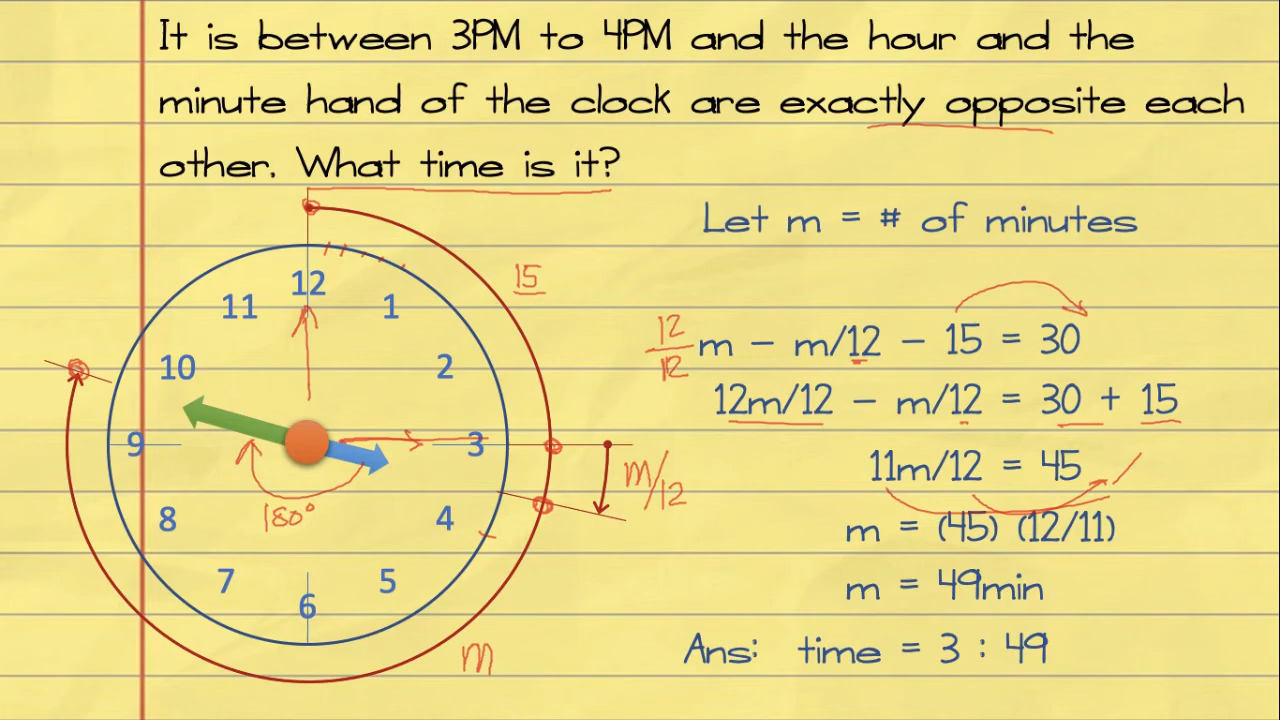 It is between 3PM to 4PM and the hour and the
minute hand of the clock are exactly opposite each
other. What time is it?
Let m = # of minutes
12
12
m - m/12 - 15 = 30
12m/12 - m/12 = 30 + 15
11m/12 = 45
m = (45) (12/11)
m = 49min
Ans: time = 3 : 49
15
12
11
1
10
2
9
3
m/12
8
180°
4
7
5
6
m